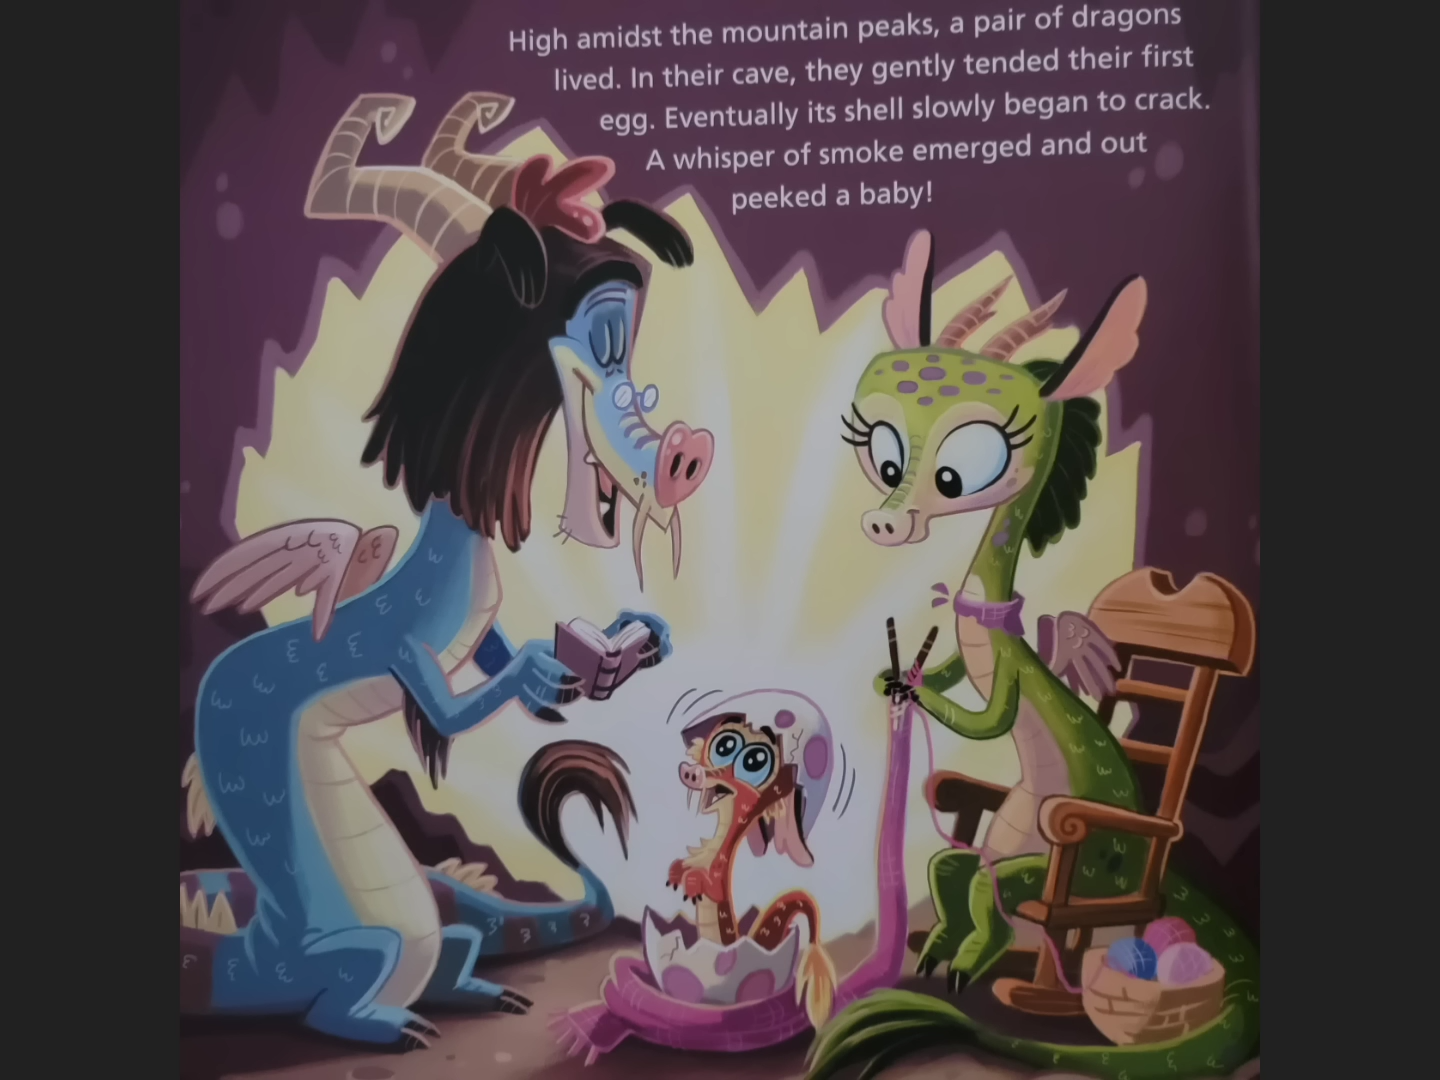 High amidst the mountain peaks, a pair of dragons
lived. In their cave, they gently tended their first
egg. Eventually its shell slowly began to crack.
A whisper of smoke emerged and out
peeked a baby!